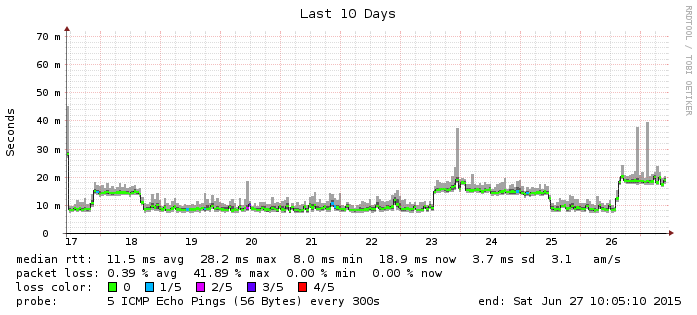 Last 10 Days
RRDTOOL / TOBI OETIKER
Seconds
70 m
60 m
50 m
40 m
30 m
20 m
10 m
0
17 18 19 20 21 22 23 24 25 26
median rtt: 11.5 ms avg 28.2 ms max 8.0 ms min 18.9 ms now 3.7 ms sd 3.1 am/s
packet loss: 0.39 % avg 41.89 % max 0.00 % min 0.00 % now
loss color: 0 1/5 2/5 3/5 4/5
probe: 5 ICMP Echo Pings (56 Bytes) every 300s end: Sat Jun 27 10:05:10 2015